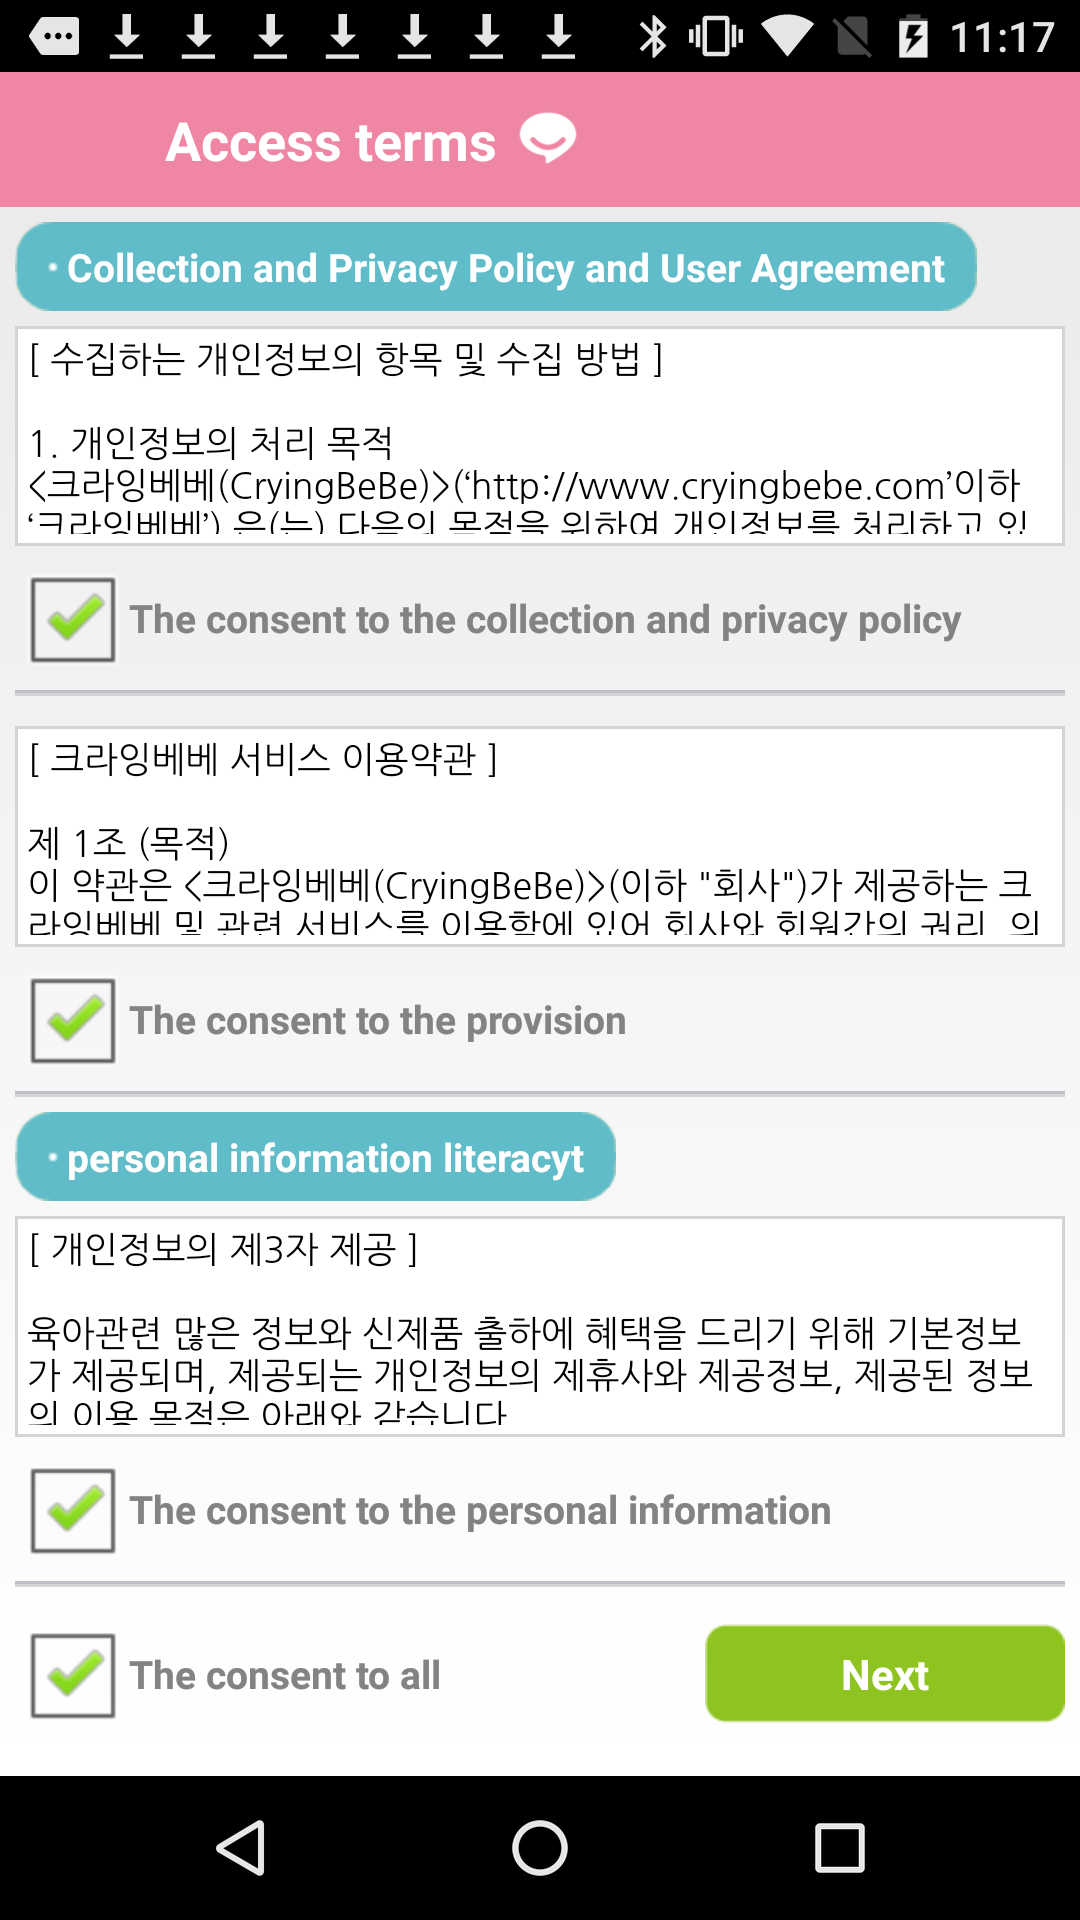 11:17
Access terms
Collection and Privacy Policy and User Agreement
[ 수집하는 개인정보의 항목 및 수집 방법 ]
1. 개인정보의 처리 목적
<크라잉베베(CryingBeBe)>(‘http://www.cryingbebe.com’이하
‘크라잉베베’) 은(는) 다음의 목적을 위하여 개인정보를 처리하고 있
The consent to the collection and privacy policy
[ 크라잉베베 서비스 이용약관 ]
제 1조 (목적)
이 약관은 <크라잉베베(CryingBeBe)>(이하 "회사")가 제공하는 크
라잉베베 및 관련 서비스를 이용함에 있어 회사와 회원간의 권리, 의
The consent to the provision
personal information literacyt
[ 개인정보의 제3자 제공 ]
육아관련 많은 정보와 신제품 출하에 혜택을 드리기 위해 기본정보
가 제공되며, 제공되는 개인정보의 제휴사와 제공정보, 제공된 정보
의 이용 목적은 아래와 같습니다
The consent to the personal information
The consent to all
Next